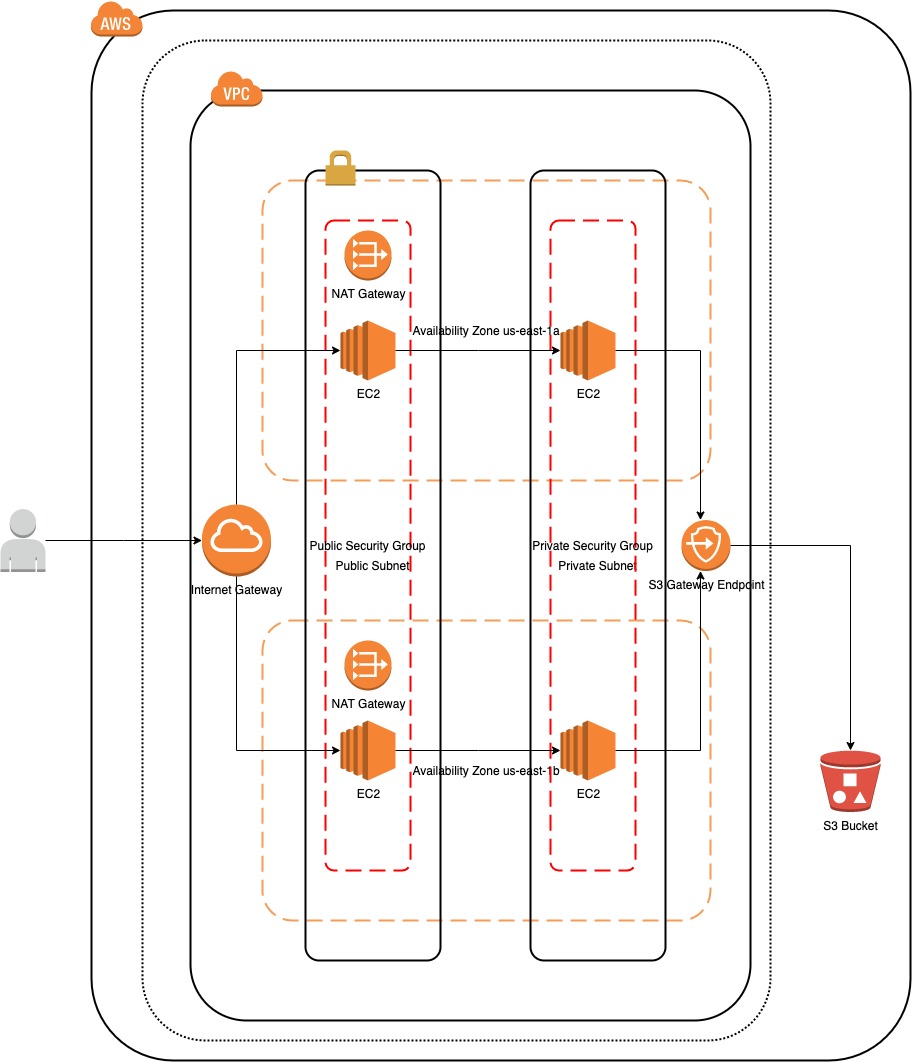 AWS
VPC
NAT Gateway
Availability Zone us-east-1a
EC2
EC2
Public Security Group
Public Subnet
Private Security Group
Private Subnet
Internet Gateway
S3 Gateway Endpoint
NAT Gateway
Availability Zone us-east-1b
EC2
EC2
S3 Bucket